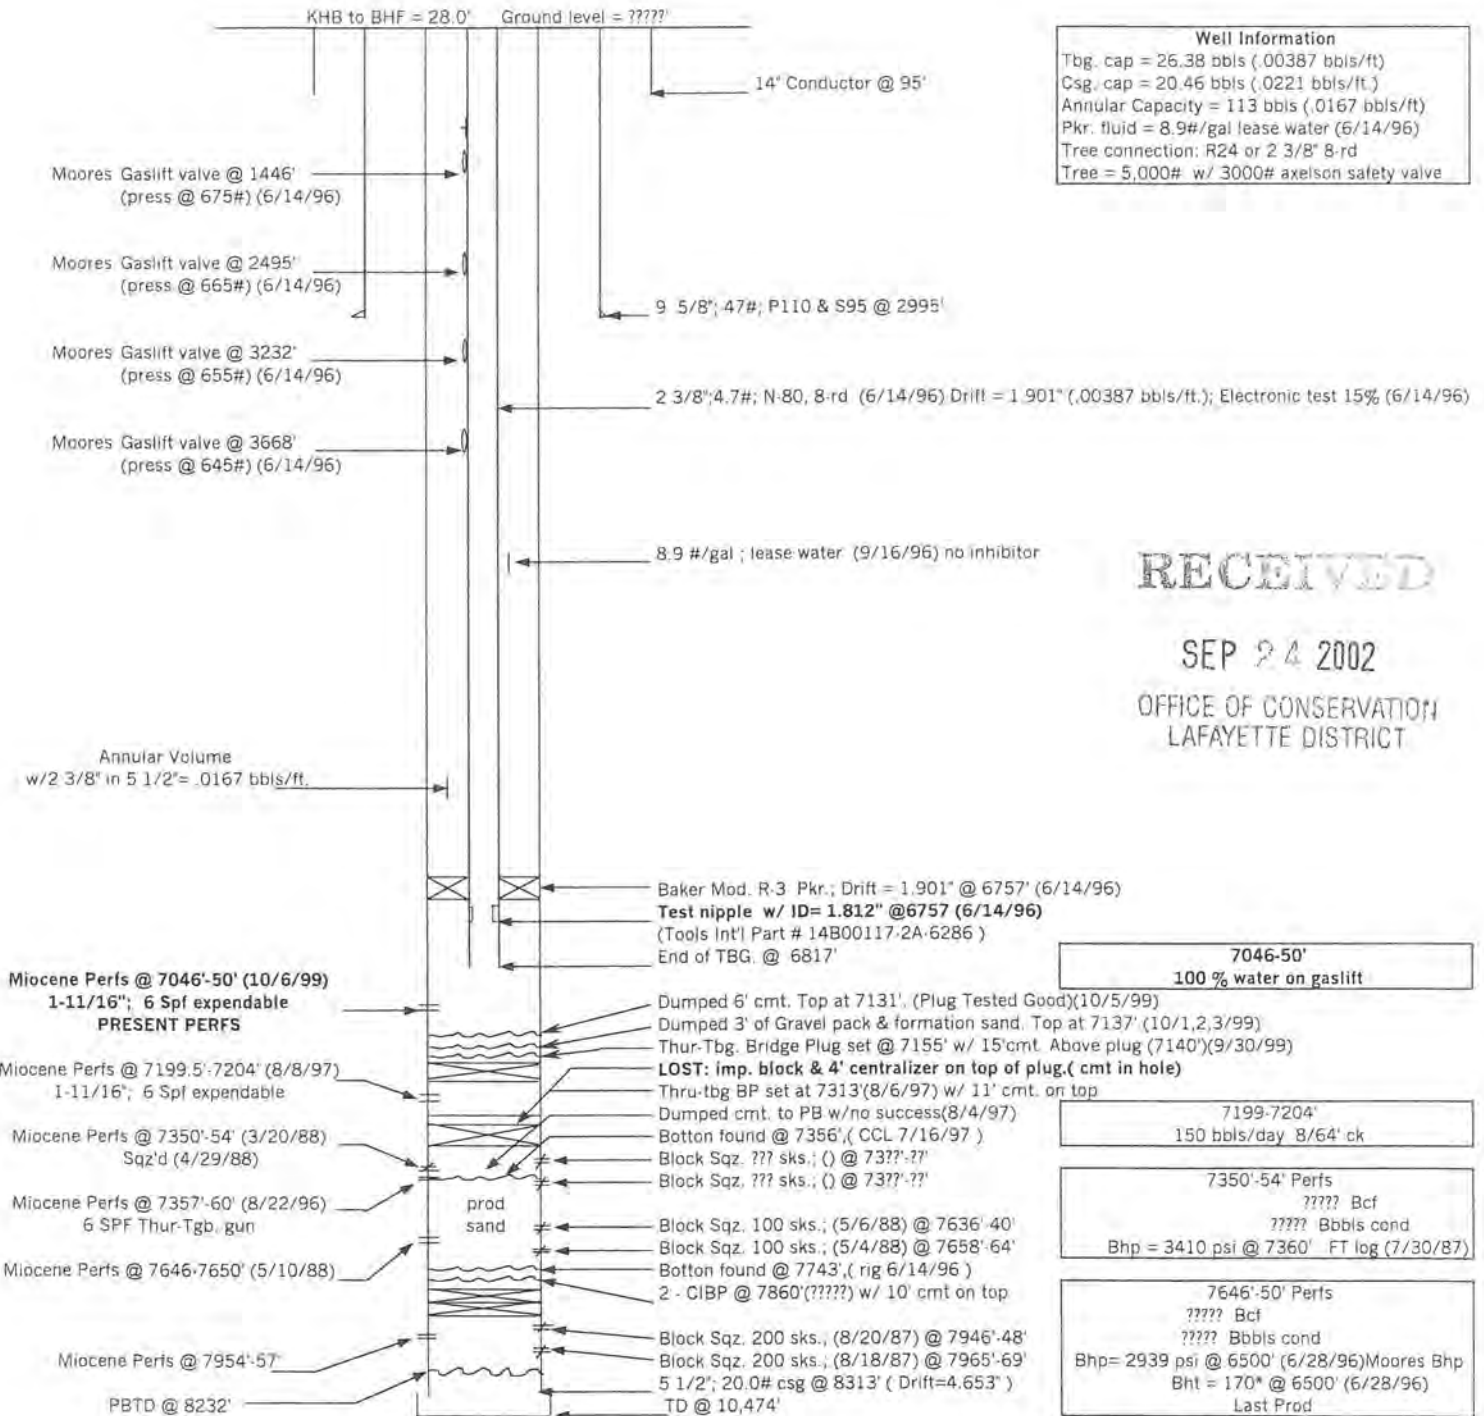 KHB to BHF = 28.0' Ground level = ?????'
Well Information
Tbg. cap = 26.38 bbls (.00387 bbls/ft)
Csg. cap = 20.46 bbls (.0221 bbls/ft.)
Annular Capacity = 113 bbls (.0167 bbls/ft)
Pkr. fluid = 8.9#/gal lease water (6/14/96)
Tree connection: R24 or 2 3/8" 8-rd
Tree = 5,000# w/ 3000# axelson safety valve
14" Conductor @ 95'
Moores Gaslift valve @ 1446'
(press @ 675#) (6/14/96)
Moores Gaslift valve @ 2495'
(press @ 665#) (6/14/96)
9 5/8"; 47#; P110 & S95 @ 2995'
Moores Gaslift valve @ 3232'
(press @ 655#) (6/14/96)
2 3/8";4.7#; N-80, 8-rd (6/14/96) Drift = 1.901" (.00387 bbls/ft.); Electronic test 15% (6/14/96)
Moores Gaslift valve @ 3668'
(press @ 645#) (6/14/96)
8.9 #/gal ; lease water (9/16/96) no inhibitor
RECEIVED
SEP 24 2002
OFFICE OF CONSERVATION
LAFAYETTE DISTRICT
Annular Volume
w/2 3/8" in 5 1/2"= .0167 bbls/ft.
Baker Mod. R-3 Pkr.; Drift = 1.901" @ 6757' (6/14/96)
Test nipple w/ ID= 1.812" @6757 (6/14/96)
(Tools Int'l Part # 14B00117-2A-6286 )
End of TBG. @ 6817'
7046-50'
100 % water on gaslift
Miocene Perfs @ 7046'-50' (10/6/99)
1-11/16"; 6 Spf expendable
PRESENT PERFS
Dumped 6' cmt. Top at 7131'. (Plug Tested Good)(10/5/99)
Dumped 3' of Gravel pack & formation sand. Top at 7137' (10/1,2,3/99)
Thur-Tbg. Bridge Plug set @ 7155' w/ 15'cmt. Above plug (7140')(9/30/99)
LOST: imp. block & 4' centralizer on top of plug.( cmt in hole)
Thru-tbg BP set at 7313'(8/6/97) w/ 11' cmt. on top
Dumped cmt. to PB w/no success(8/4/97)
Botton found @ 7356',( CCL 7/16/97 )
Block Sqz. ??? sks.; () @ 73??'-??'
Block Sqz. ??? sks.; () @ 73??'-??'
Miocene Perfs @ 7199.5'-7204' (8/8/97)
1-11/16"; 6 Spf expendable
7199-7204'
150 bbls/day 8/64' ck
Miocene Perfs @ 7350'-54' (3/20/88)
Sqz'd (4/29/88)
Miocene Perfs @ 7357'-60' (8/22/96)
6 SPF Thur-Tgb. gun
prod
sand
7350'-54' Perfs
????? Bcf
????? Bbbls cond
Bhp = 3410 psi @ 7360' FT log (7/30/87)
Block Sqz. 100 sks.; (5/6/88) @ 7636'-40'
Block Sqz. 100 sks.; (5/4/88) @ 7658'-64'
Miocene Perfs @ 7646-7650' (5/10/88)
Botton found @ 7743',( rig 6/14/96 )
2 - CIBP @ 7860'(?????) w/ 10' cmt on top
7646'-50' Perfs
????? Bcf
????? Bbbls cond
Bhp= 2939 psi @ 6500' (6/28/96)Moores Bhp
Bht = 170* @ 6500' (6/28/96)
Last Prod
Block Sqz. 200 sks.; (8/20/87) @ 7946'-48'
Block Sqz. 200 sks.; (8/18/87) @ 7965'-69'
Miocene Perfs @ 7954'-57'
5 1/2"; 20.0# csg @ 8313' ( Drift=4.653" )
PBTD @ 8232'
TD @ 10,474'